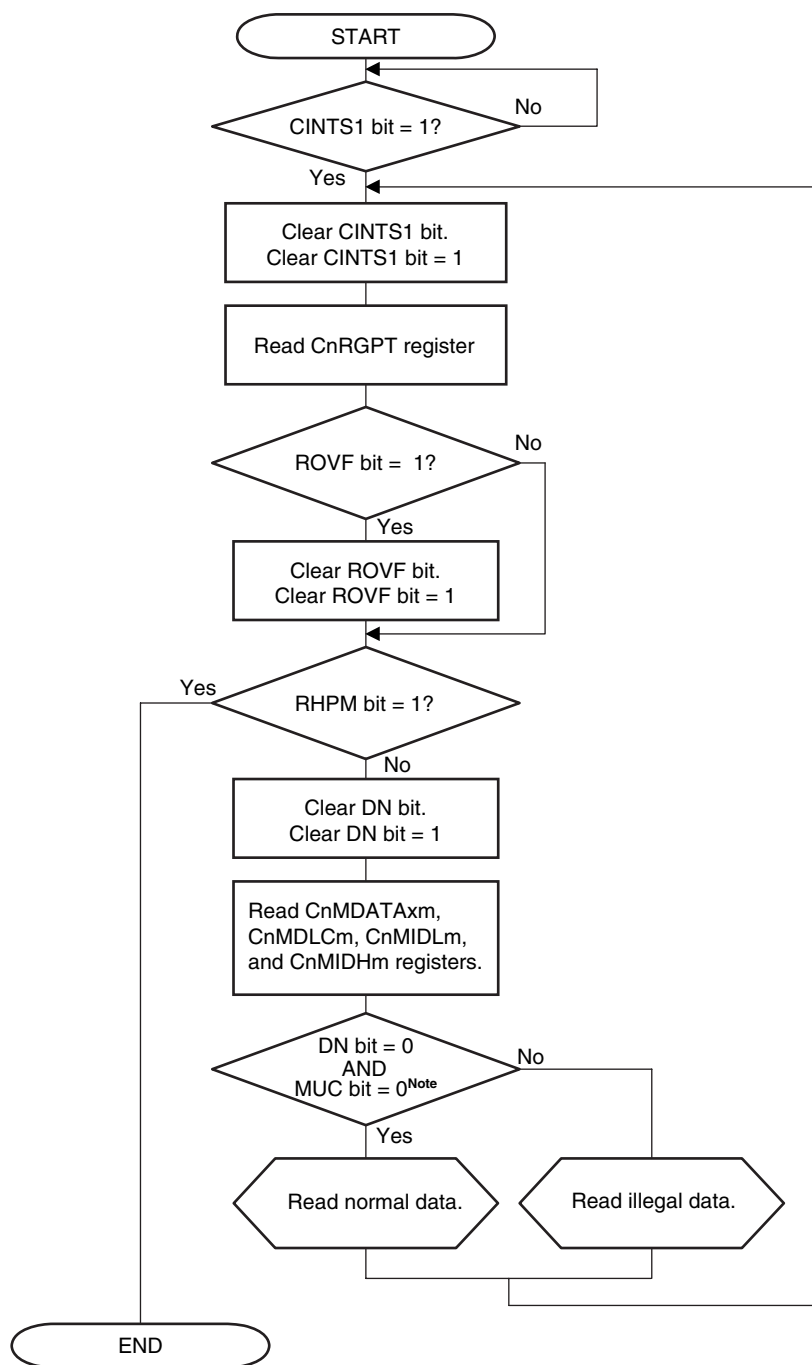 START
No
CINTS1 bit = 1?
Yes
Clear CINTS1 bit.
Clear CINTS1 bit = 1
Read CnRGPT register
No
ROVF bit = 1?
Yes
Clear ROVF bit.
Clear ROVF bit = 1
Yes
RHPM bit = 1?
No
Clear DN bit.
Clear DN bit = 1
Read CnMDATAxm,
CnMDLCm, CnMIDLm,
and CnMIDHm registers.
DN bit = 0
AND
MUC bit = 0Note
No
Yes
Read normal data.
Read illegal data.
END